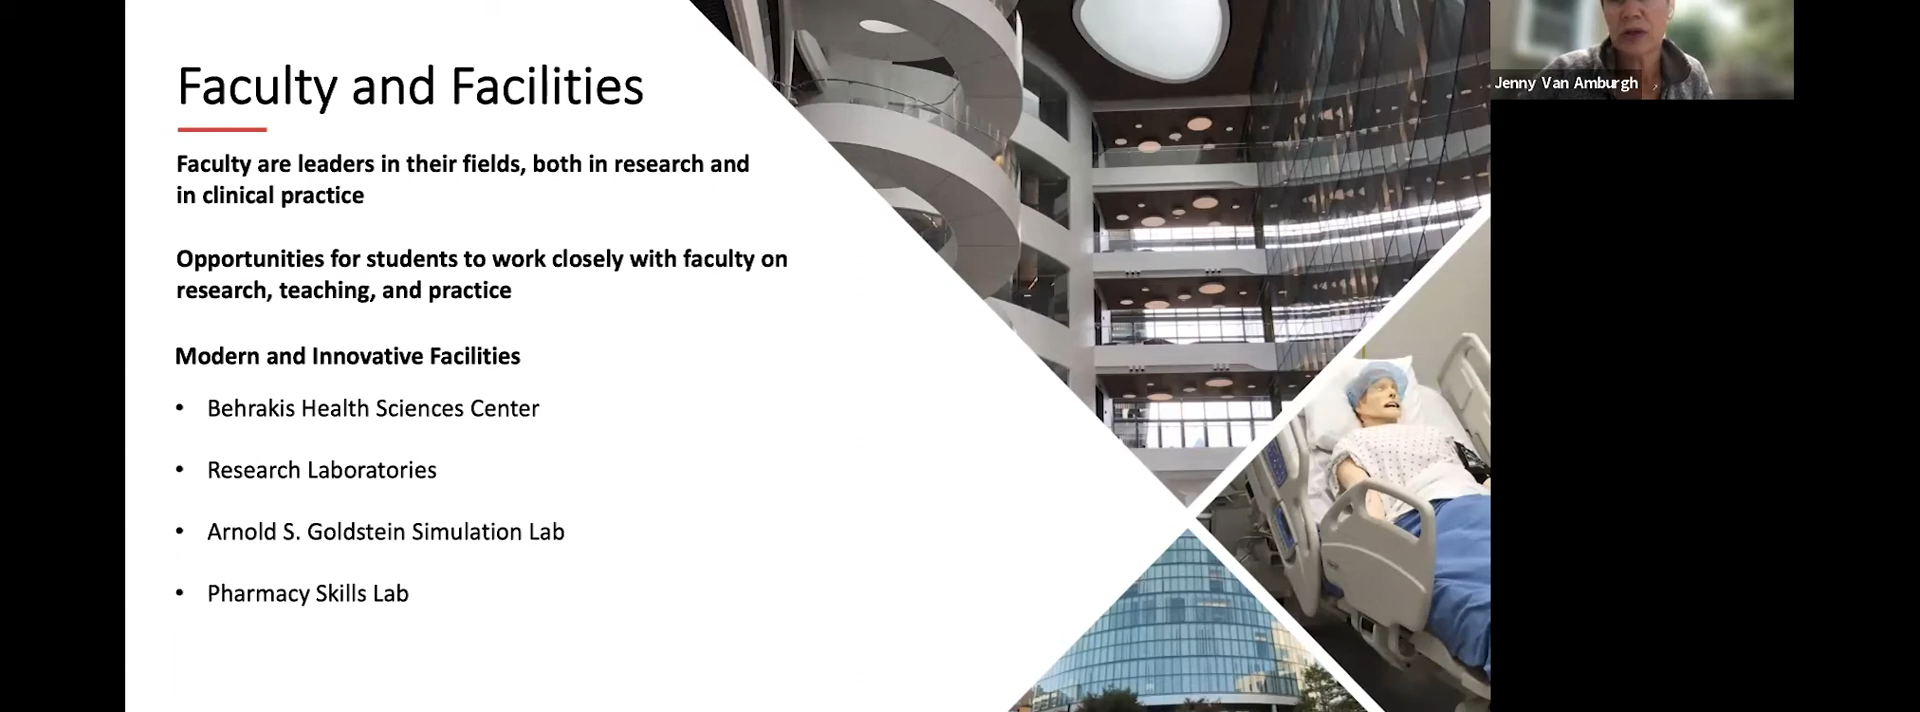 Faculty and Facilities
Faculty are leaders in their fields, both in research and
in clinical practice
Opportunities for students to work closely with faculty on
research, teaching, and practice
Modern and Innovative Facilities
• Behrakis Health Sciences Center
• Research Laboratories
• Arnold S. Goldstein Simulation Lab
• Pharmacy Skills Lab
Jenny Van Amburgh